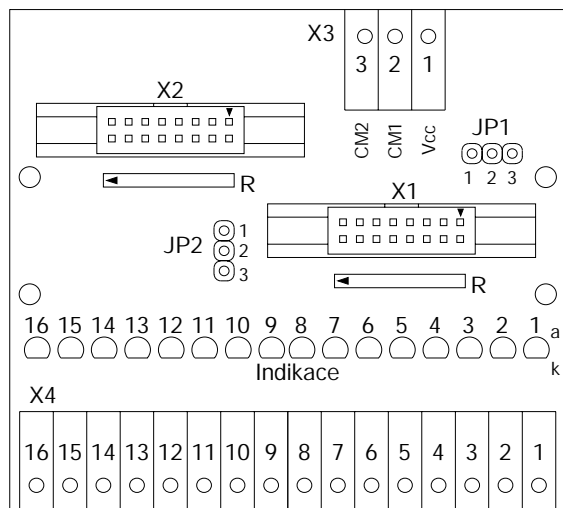 X3
3 2 1
X2
CM2 CM1 Vcc
JP1
1 2 3
R
X1
JP2
1
2
3
R
16 15 14 13 12 11 10 9 8 7 6 5 4 3 2 1 a
k
Indikace
X4
16 15 14 13 12 11 10 9 8 7 6 5 4 3 2 1